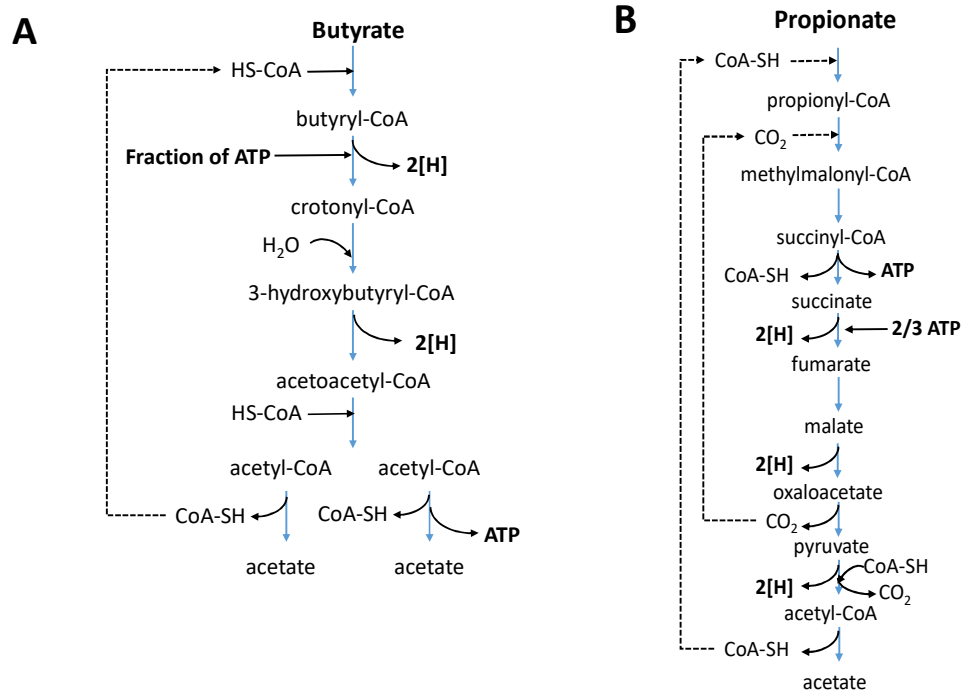 A
Butyrate
HS-CoA
butyryl-CoA
Fraction of ATP
2[H]
crotonyl-CoA
H₂O
3-hydroxybutyryl-CoA
2[H]
acetoacetyl-CoA
HS-CoA
acetyl-CoA acetyl-CoA
CoA-SH CoA-SH
ATP
acetate acetate
B
Propionate
CoA-SH
propionyl-CoA
CO₂
methylmalonyl-CoA
succinyl-CoA
CoA-SH ATP
succinate
2[H] 2/3 ATP
fumarate
malate
2[H]
oxaloacetate
CO₂
pyruvate
CoA-SH
2[H] CO₂
acetyl-CoA
CoA-SH
acetate